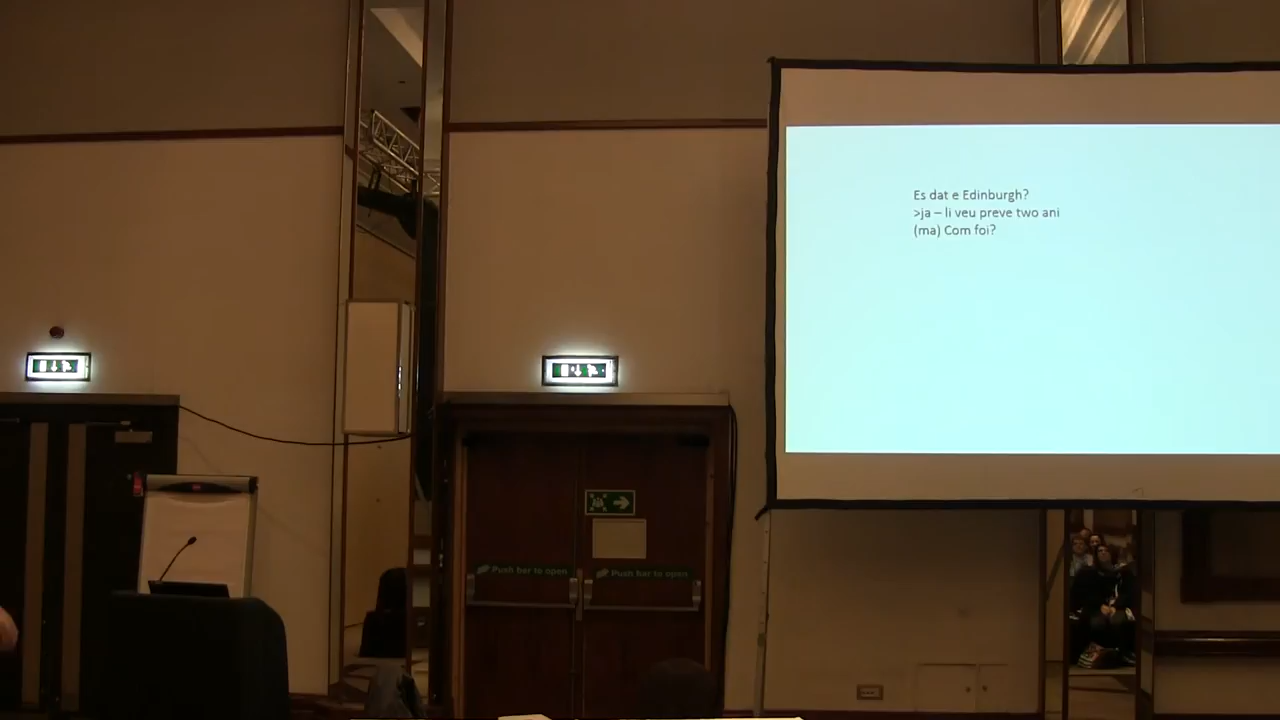 Es dat e Edinburgh?
>ja – li veu preve two ani
(ma) Com foi?
Push bar to open
Push bar to open